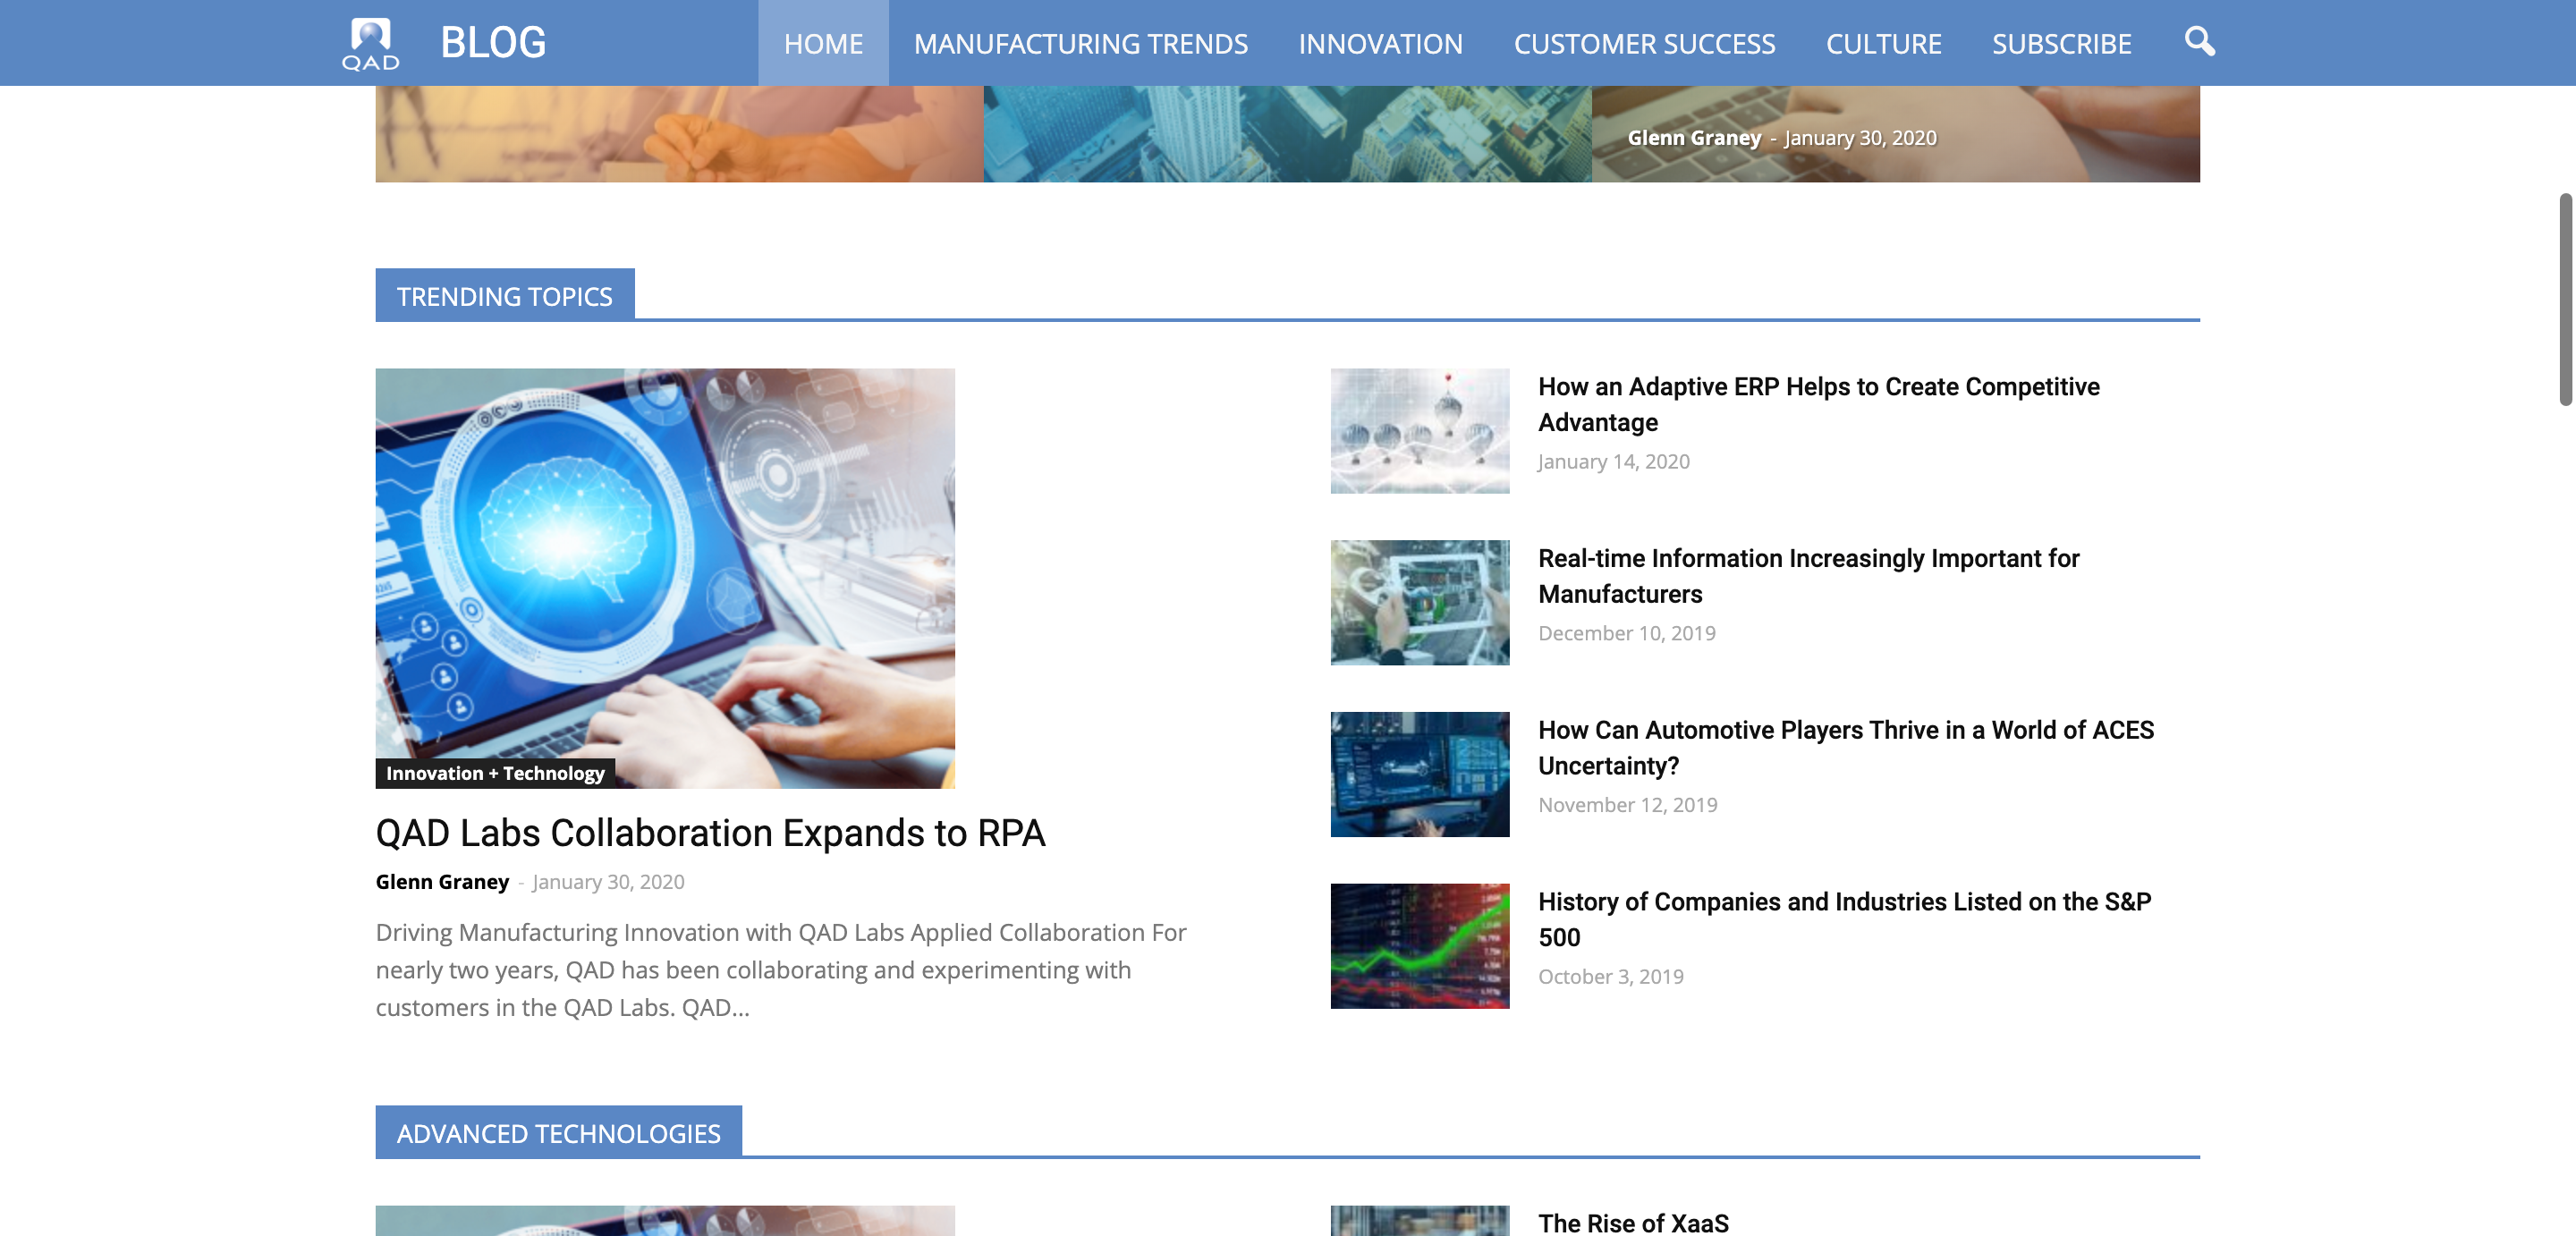 QAD
BLOG
HOME
MANUFACTURING TRENDS
INNOVATION
CUSTOMER SUCCESS
CULTURE
SUBSCRIBE
Glenn Graney - January 30, 2020
TRENDING TOPICS
Innovation + Technology
QAD Labs Collaboration Expands to RPA
Glenn Graney - January 30, 2020
Driving Manufacturing Innovation with QAD Labs Applied Collaboration For
nearly two years, QAD has been collaborating and experimenting with
customers in the QAD Labs. QAD...
How an Adaptive ERP Helps to Create Competitive
Advantage
January 14, 2020
Real-time Information Increasingly Important for
Manufacturers
December 10, 2019
How Can Automotive Players Thrive in a World of ACES
Uncertainty?
November 12, 2019
History of Companies and Industries Listed on the S&P
500
October 3, 2019
ADVANCED TECHNOLOGIES
The Rise of XaaS